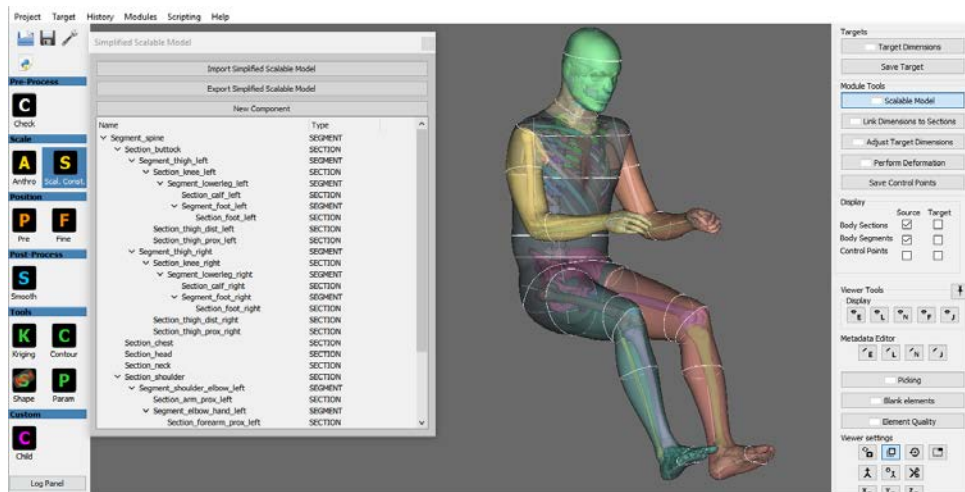 Project Target History Modules Scripting Help
Simplified Scalable Model
Import Simplified Scalable Model
Export Simplified Scalable Model
New Component
Name Type
Segment_spine SEGMENT
Section_buttock SECTION
Segment_thigh_left SEGMENT
Section_knee_left SECTION
Segment_lowerleg_left SEGMENT
Section_calf_left SECTION
Segment_foot_left SEGMENT
Section_foot_left SECTION
Section_thigh_dist_left SECTION
Section_thigh_prox_left SECTION
Segment_thigh_right SEGMENT
Section_knee_right SECTION
Segment_lowerleg_right SEGMENT
Section_calf_right SECTION
Segment_foot_right SEGMENT
Section_foot_right SECTION
Section_thigh_dist_right SECTION
Section_thigh_prox_right SECTION
Section_chest SECTION
Section_head SECTION
Section_neck SECTION
Section_shoulder SECTION
Segment_shoulder_elbow_left SEGMENT
Section_arm_prox_left SECTION
Segment_elbow_hand_left SEGMENT
Section_forearm_prox_left SECTION
Pre-Process
C
Check
Scale
A S
Anthro Scal. Const.
Position
P F
Pre Fine
Post-Process
S
Smooth
Tools
K C
Kriging Contour
P
Shape Param
Custom
C
Child
Log Panel
Targets
Target Dimensions
Save Target
Module Tools
Scalable Model
Link Dimensions to Sections
Adjust Target Dimensions
Perform Deformation
Save Control Points
Display
Source Target
Body Sections
Body Segments
Control Points
Viewer Tools
Display
E L N F J
Metadata Editor
E L N J
Picking
Blank elements
Element Quality
Viewer settings